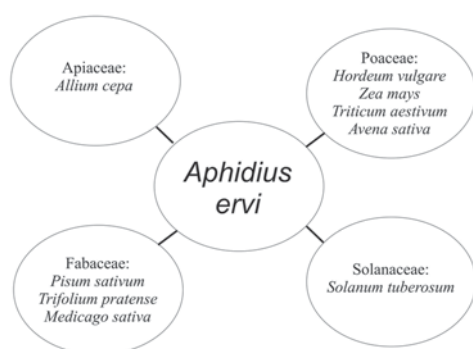 Apiaceae:
Allium cepa
Poaceae:
Hordeum vulgare
Zea mays
Triticum aestivum
Avena sativa
Aphidius
ervi
Fabaceae:
Pisum sativum
Trifolium pratense
Medicago sativa
Solanaceae:
Solanum tuberosum